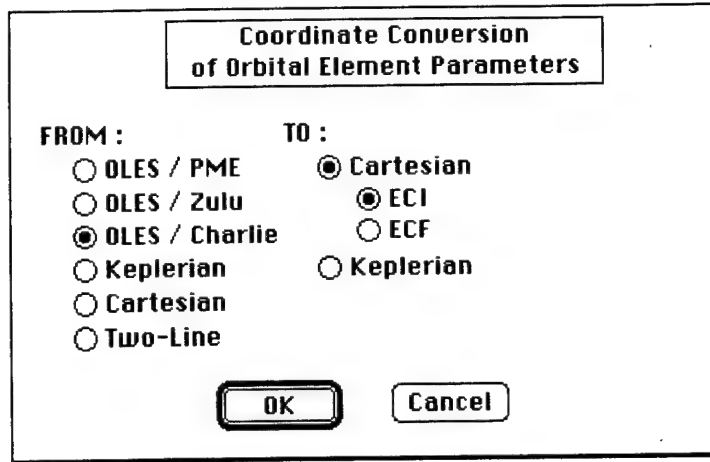 Coordinate Conversion
of Orbital Element Parameters
FROM :
OLES / PME
OLES / Zulu
OLES / Charlie
Keplerian
Cartesian
Two-Line
TO :
Cartesian
ECI
ECF
Keplerian
OK
Cancel